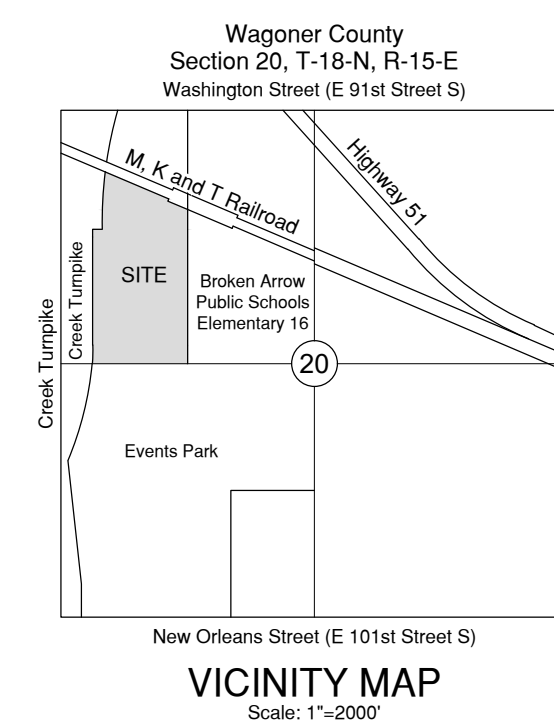 Wagoner County
Section 20, T-18-N, R-15-E
Washington Street (E 91st Street S)
M, K and T Railroad
Highway 51
Creek Turnpike
Creek Turnpike
SITE
Broken Arrow
Public Schools
Elementary 16
20
Events Park
New Orleans Street (E 101st Street S)
VICINITY MAP
Scale: 1"=2000'